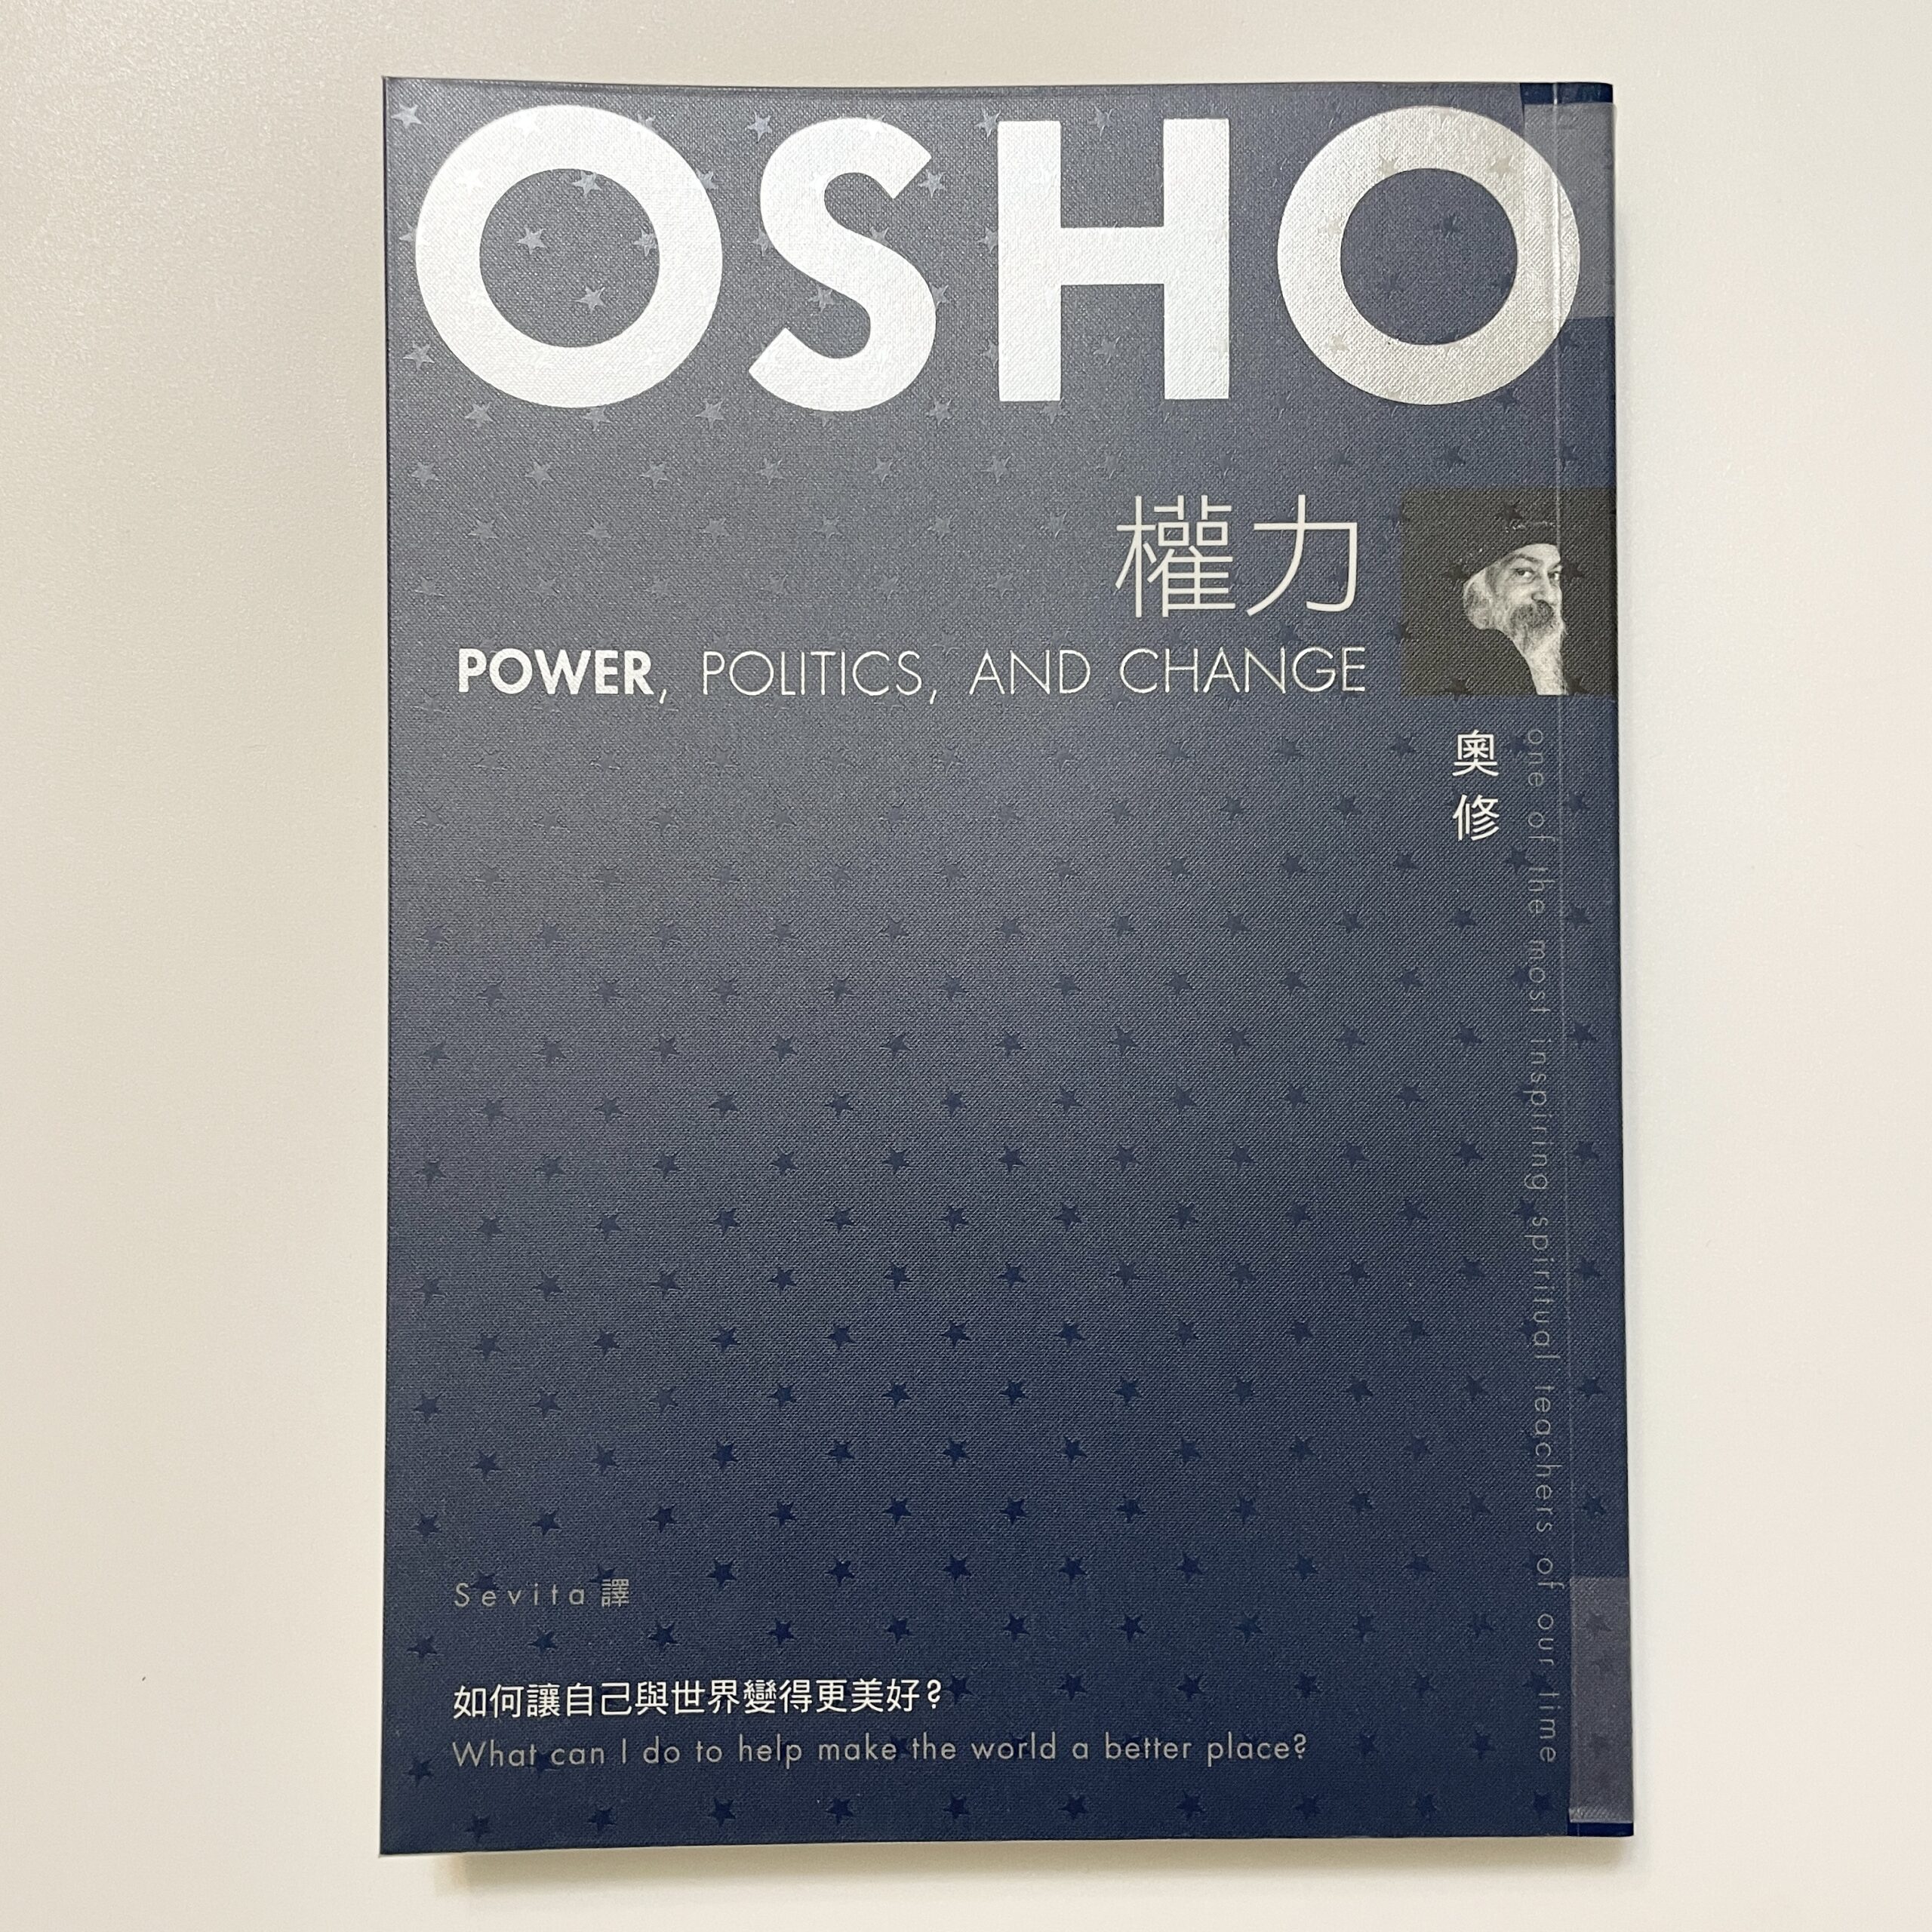 OSHO
權力
POWER, POLITICS, AND CHANGE
奧修
one of the most inspiring spiritual teachers of our time
Sevita 譯
如何讓自己與世界變得更美好?
What can I do to help make the world a better place?